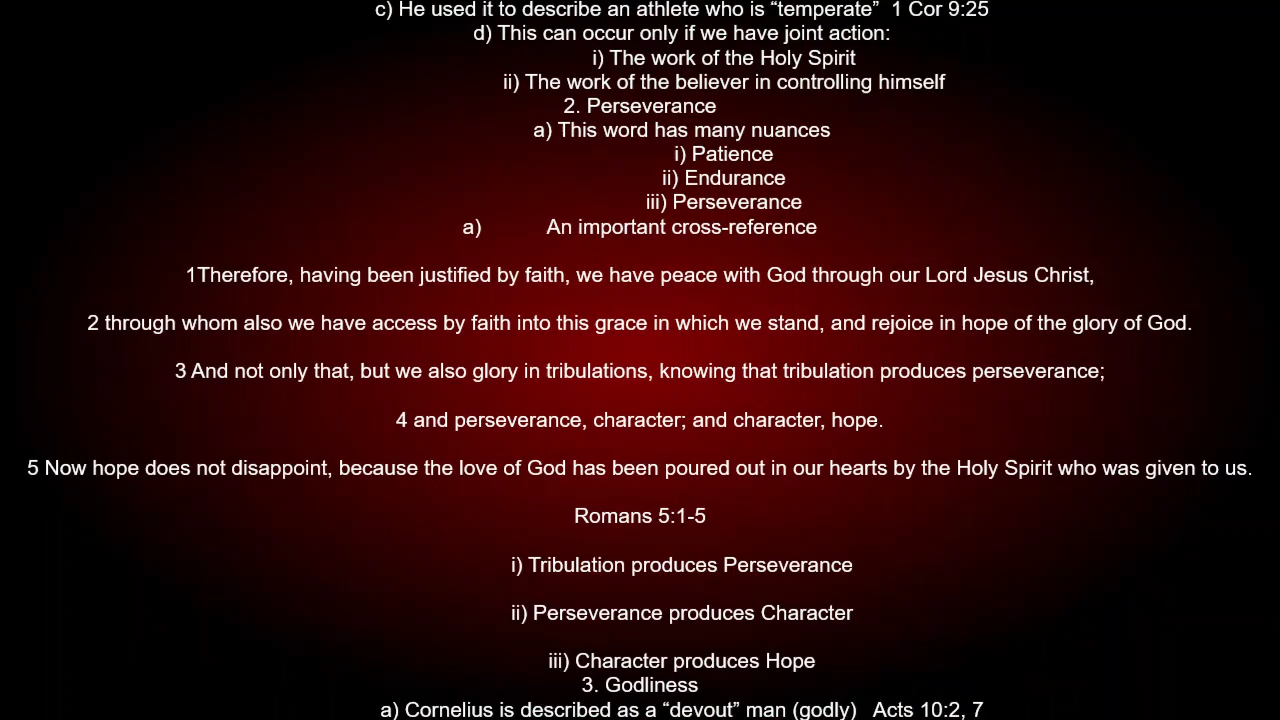 c) He used it to describe an athlete who is “temperate”  1 Cor 9:25
d) This can occur only if we have joint action:
i) The work of the Holy Spirit
ii) The work of the believer in controlling himself
2. Perseverance
a) This word has many nuances
i) Patience
ii) Endurance
iii) Perseverance
a) An important cross-reference
1Therefore, having been justified by faith, we have peace with God through our Lord Jesus Christ,
2 through whom also we have access by faith into this grace in which we stand, and rejoice in hope of the glory of God.
3 And not only that, but we also glory in tribulations, knowing that tribulation produces perseverance;
4 and perseverance, character; and character, hope.
5 Now hope does not disappoint, because the love of God has been poured out in our hearts by the Holy Spirit who was given to us.
Romans 5:1-5
i) Tribulation produces Perseverance
ii) Perseverance produces Character
iii) Character produces Hope
3. Godliness
a) Cornelius is described as a “devout” man (godly)  Acts 10:2, 7